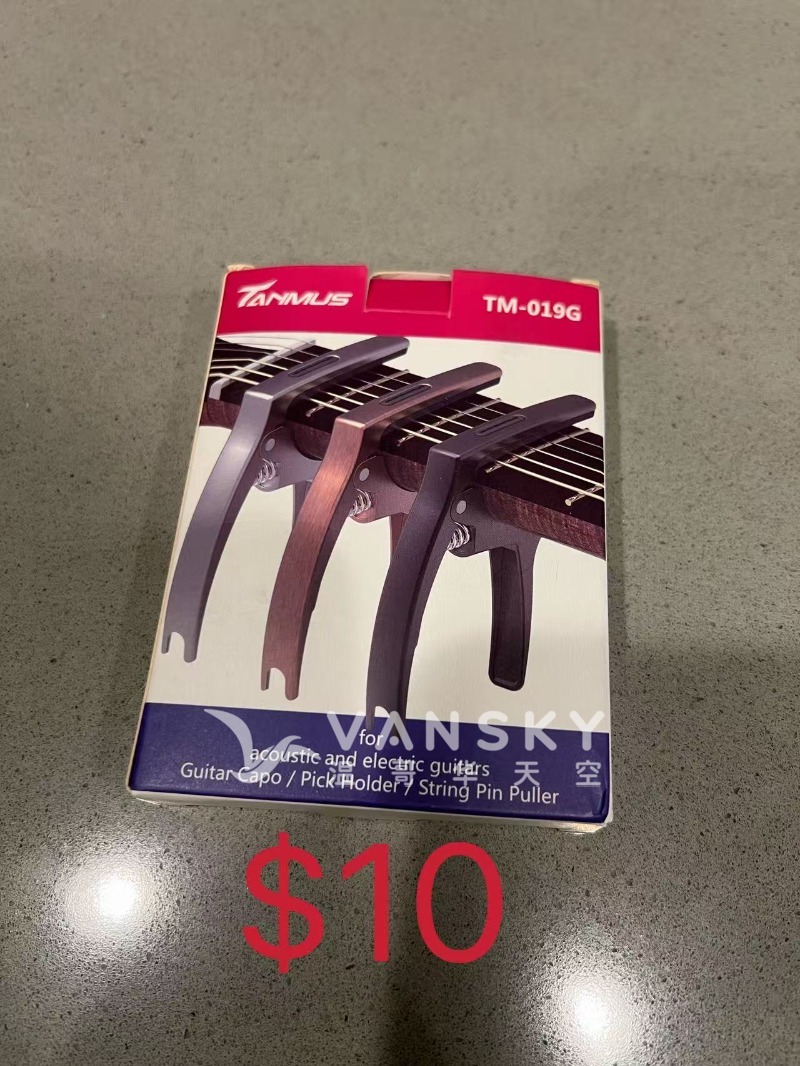 TANMUS
TM-019G
VANSKY
温哥华天空
for
acoustic and electric guitars
Guitar Capo / Pick Holder / String Pin Puller
$10